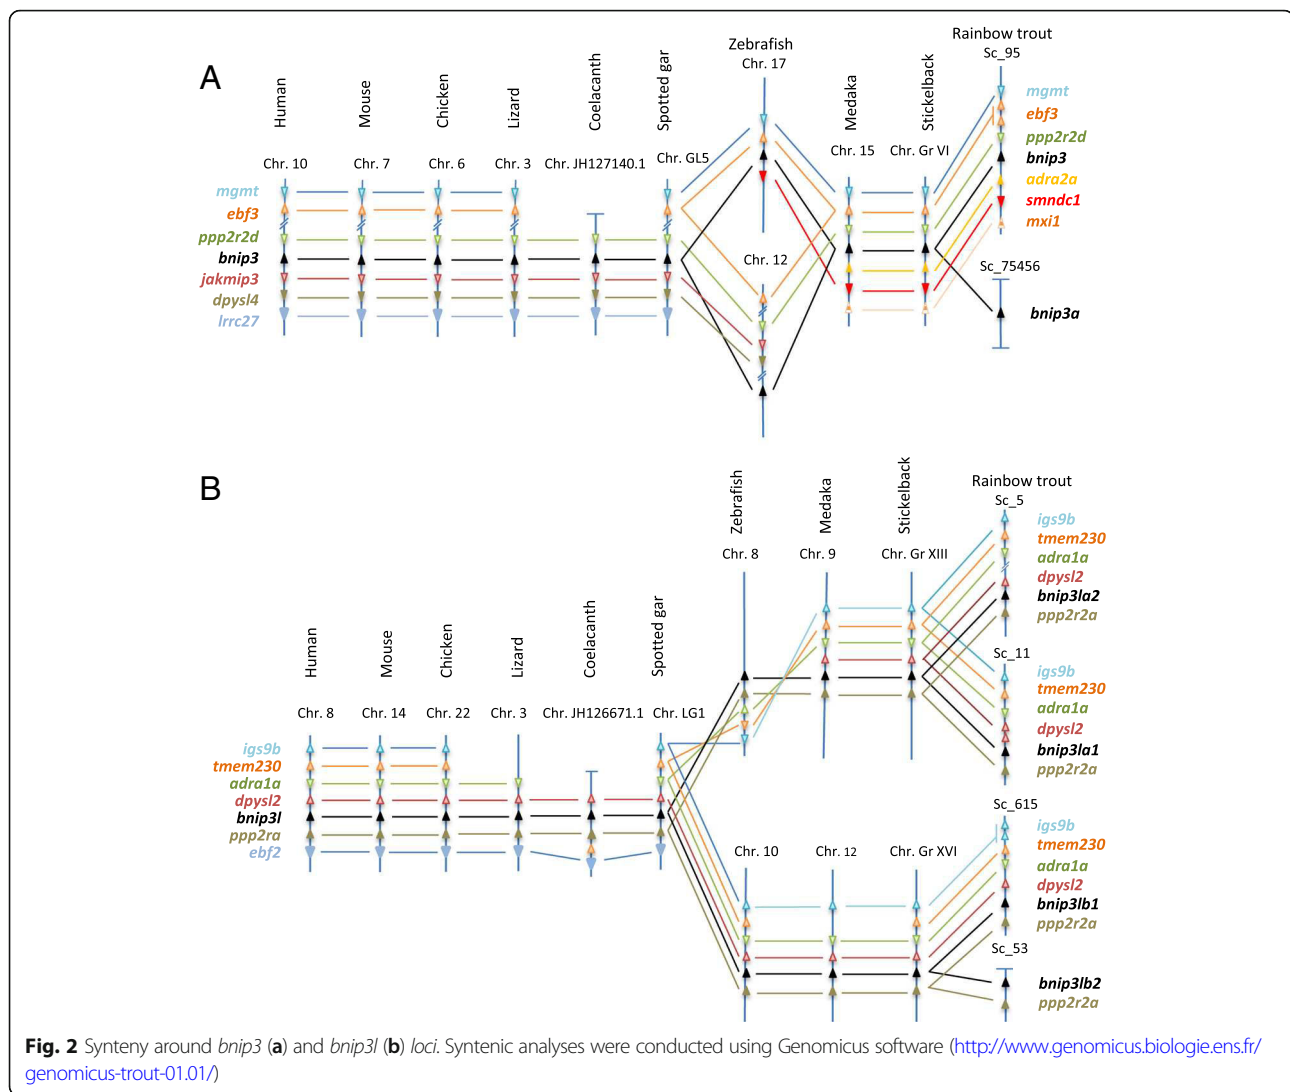 A
Human
Mouse
Chicken
Lizard
Coelacanth
Spotted gar
Zebrafish
Chr. 17
Medaka
Stickelback
Rainbow trout
Sc_95
Chr. 10
Chr. 7
Chr. 6
Chr. 3
Chr. JH127140.1
Chr. GL5
Chr. 15
Chr. Gr VI
mgmt
ebf3
ppp2r2d
bnip3
jakmip3
dpysl4
lrrc27
Chr. 12
mgmt
ebf3
ppp2r2d
bnip3
adra2a
smndc1
mxi1
Sc_75456
bnip3a
B
Human
Mouse
Chicken
Lizard
Coelacanth
Spotted gar
Zebrafish
Medaka
Stickelback
Rainbow trout
Sc_5
Chr. 8
Chr. 9
Chr. Gr XIII
igs9b
tmem230
adra1a
dpysl2
bnip3la2
ppp2r2a
Sc_11
igs9b
tmem230
adra1a
dpysl2
bnip3la1
ppp2r2a
Chr. 8
Chr. 14
Chr. 22
Chr. 3
Chr. JH126671.1
Chr. LG1
igs9b
tmem230
adra1a
dpysl2
bnip3l
ppp2ra
ebf2
Chr. 10
Chr. 12
Chr. Gr XVI
Sc_615
igs9b
tmem230
adra1a
dpysl2
bnip3lb1
ppp2r2a
Sc_53
bnip3lb2
ppp2r2a
Fig. 2 Synteny around bnip3 (a) and bnip3l (b) loci. Syntenic analyses were conducted using Genomicus software (http://www.genomicus.biologie.ens.fr/
genomicus-trout-01.01/)